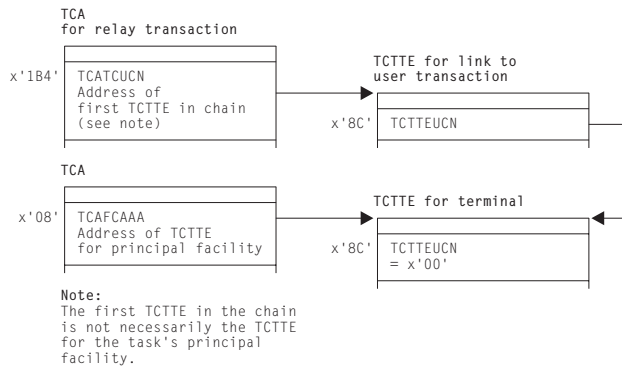 TCA
for relay transaction
x'1B4'
TCATCUCN
Address of
first TCTTE in chain
(see note)
TCTTE for link to
user transaction
x'8C'
TCTTEUCN
TCA
x'08'
TCAFCAAA
Address of TCTTE
for principal facility
TCTTE for terminal
x'8C'
TCTTEUCN
= x'00'
Note:
The first TCTTE in the chain
is not necessarily the TCTTE
for the task's principal
facility.